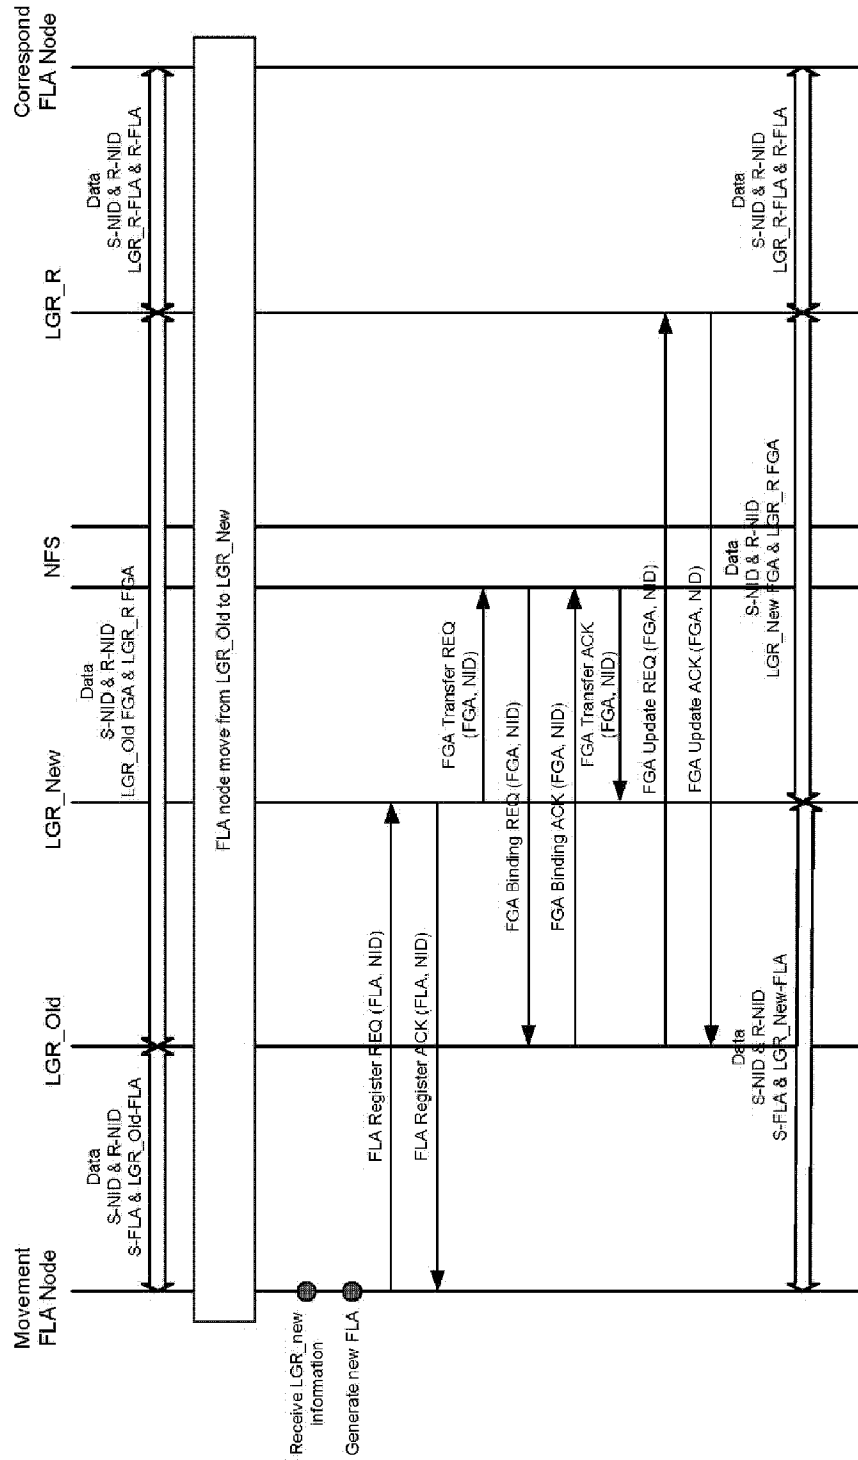 Movement
FLA Node
LGR_Old
LGR_New
NFS
LGR_R
Correspond
FLA Node
Data
S-NID & R-NID
S-FLA & LGR_Old-FLA
Data
S-NID & R-NID
LGR_Old FGA & LGR_R FGA
Data
S-NID & R-NID
LGR_R-FLA & R-FLA
FLA node move from LGR_Old to LGR_New
Receive LGR_new
information
Generate new FLA
FLA Register REQ (FLA, NID)
FLA Register ACK (FLA, NID)
FGA Transfer REQ
(FGA, NID)
FGA Binding REQ (FGA, NID)
FGA Binding ACK (FGA, NID)
FGA Transfer ACK
(FGA, NID)
FGA Update REQ (FGA, NID)
FGA Update ACK (FGA, NID)
Data
S-NID & R-NID
S-FLA & LGR_New-FLA
Data
S-NID & R-NID
LGR_New FGA & LGR_R FGA
Data
S-NID & R-NID
LGR_R-FLA & R-FLA